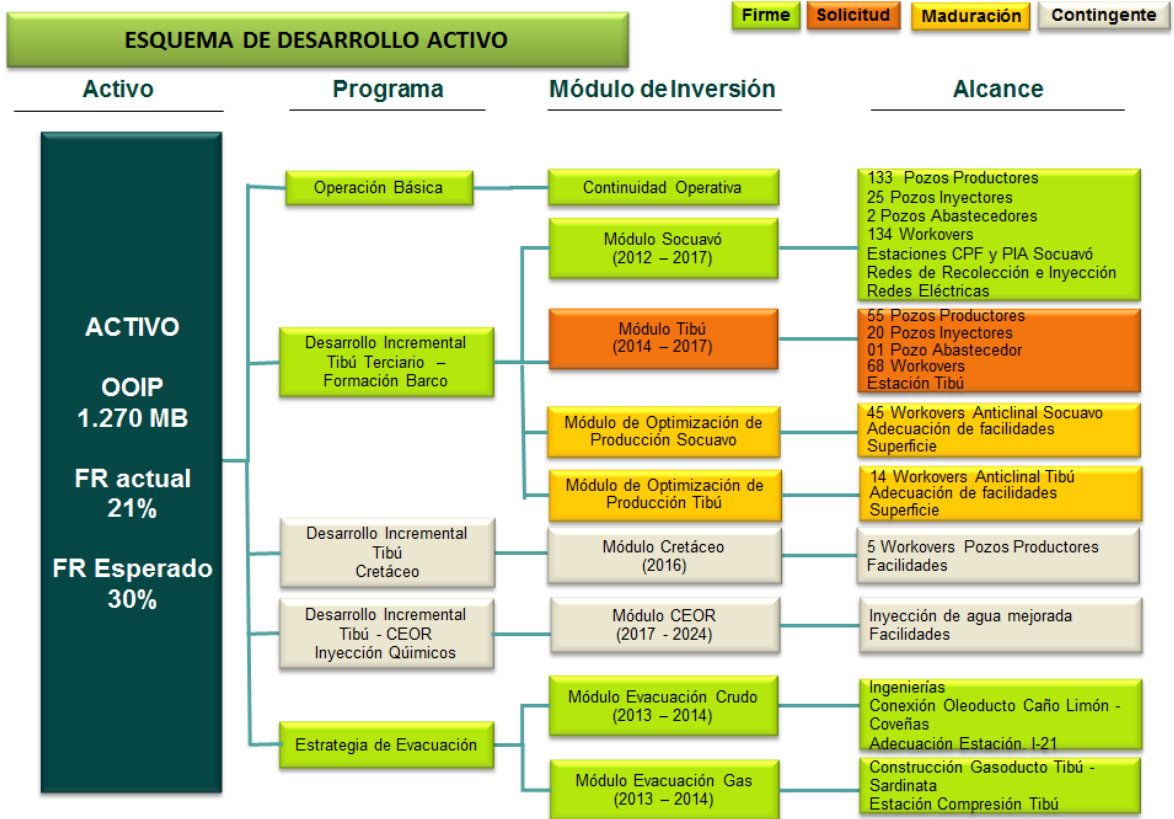 Firme
Solicitud
Maduración
Contingente
ESQUEMA DE DESARROLLO ACTIVO
Activo
Programa
Módulo de Inversión
Alcance
ACTIVO
OOIP
1.270 MB
FR actual
21%
FR Esperado
30%
Operación Básica
Continuidad Operativa
133 Pozos Productores
25 Pozos Inyectores
2 Pozos Abastecedores
134 Workovers
Estaciones CPF y PIA Socuavó
Redes de Recolección e Inyección
Redes Eléctricas
Módulo Socuavó
(2012 – 2017)
Desarrollo Incremental
Tibú Terciario –
Formación Barco
Módulo Tibú
(2014 – 2017)
55 Pozos Productores
20 Pozos Inyectores
01 Pozo Abastecedor
68 Workovers
Estación Tibú
Módulo de Optimización de
Producción Socuavo
45 Workovers Anticlinal Socuavo
Adecuación de facilidades
Superficie
Módulo de Optimización de
Producción Tibú
14 Workovers Anticlinal Tibú
Adecuación de facilidades
Superficie
Desarrollo Incremental
Tibú
Cretáceo
Módulo Cretáceo
(2016)
5 Workovers Pozos Productores
Facilidades
Desarrollo Incremental
Tibú - CEOR
Inyección Qúimicos
Módulo CEOR
(2017 - 2024)
Inyección de agua mejorada
Facilidades
Estrategia de Evacuación
Módulo Evacuación Crudo
(2013 – 2014)
Ingenierías
Conexión Oleoducto Caño Limón -
Coveñas
Adecuación Estación. I-21
Módulo Evacuación Gas
(2013 – 2014)
Construcción Gasoducto Tibú -
Sardinata
Estación Compresión Tibú